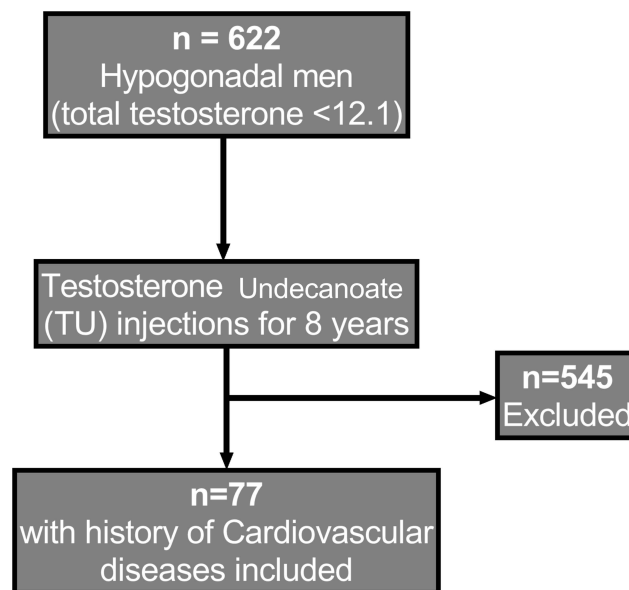 n = 622
Hypogonadal men
(total testosterone <12.1)
Testosterone Undecanoate
(TU) injections for 8 years
n=545
Excluded
n=77
with history of Cardiovascular
diseases included